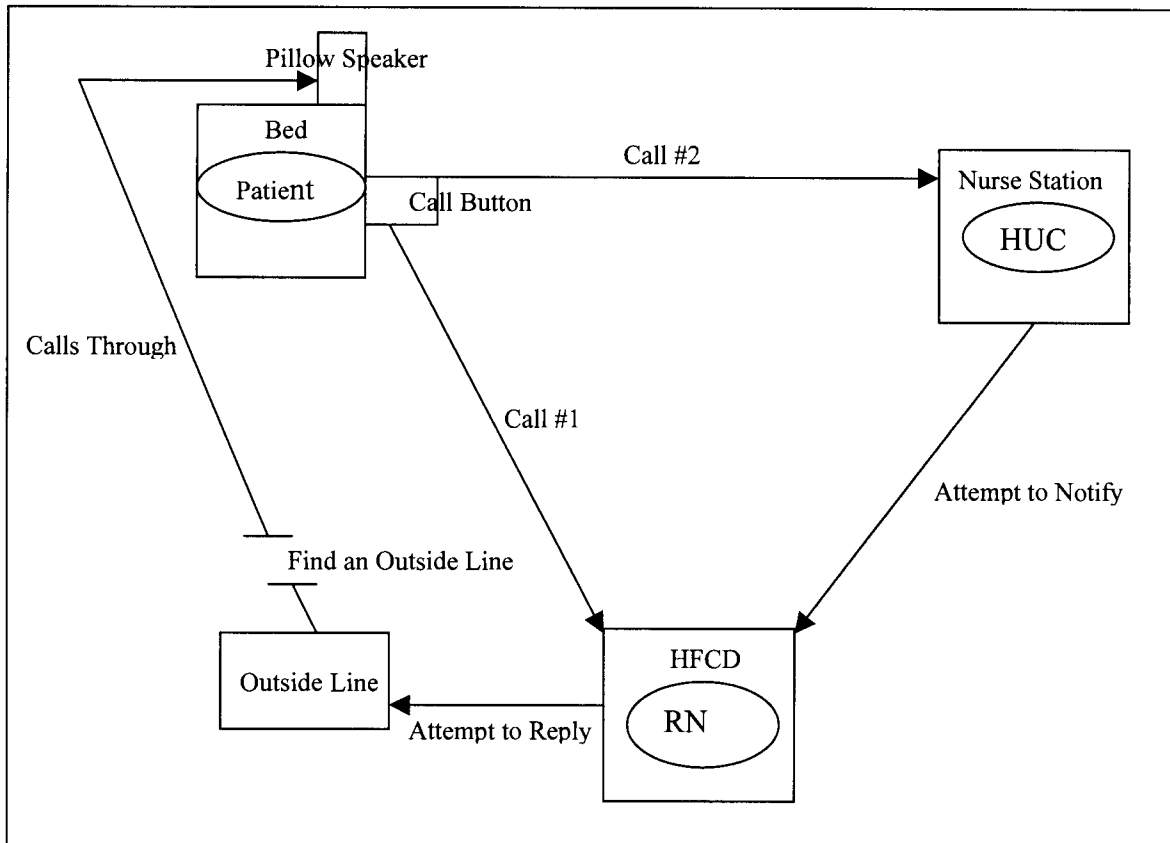 Pillow Speaker
Bed
Patient
Call Button
Call #2
Nurse Station
HUC
Calls Through
Call #1
Attempt to Notify
Find an Outside Line
Outside Line
Attempt to Reply
HFCD
RN